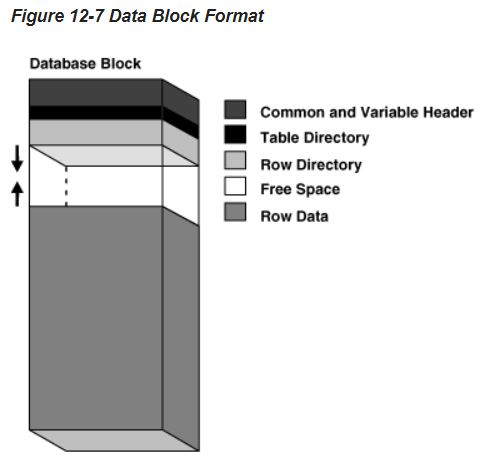 Figure 12-7 Data Block Format
Database Block
Common and Variable Header
Table Directory
Row Directory
Free Space
Row Data